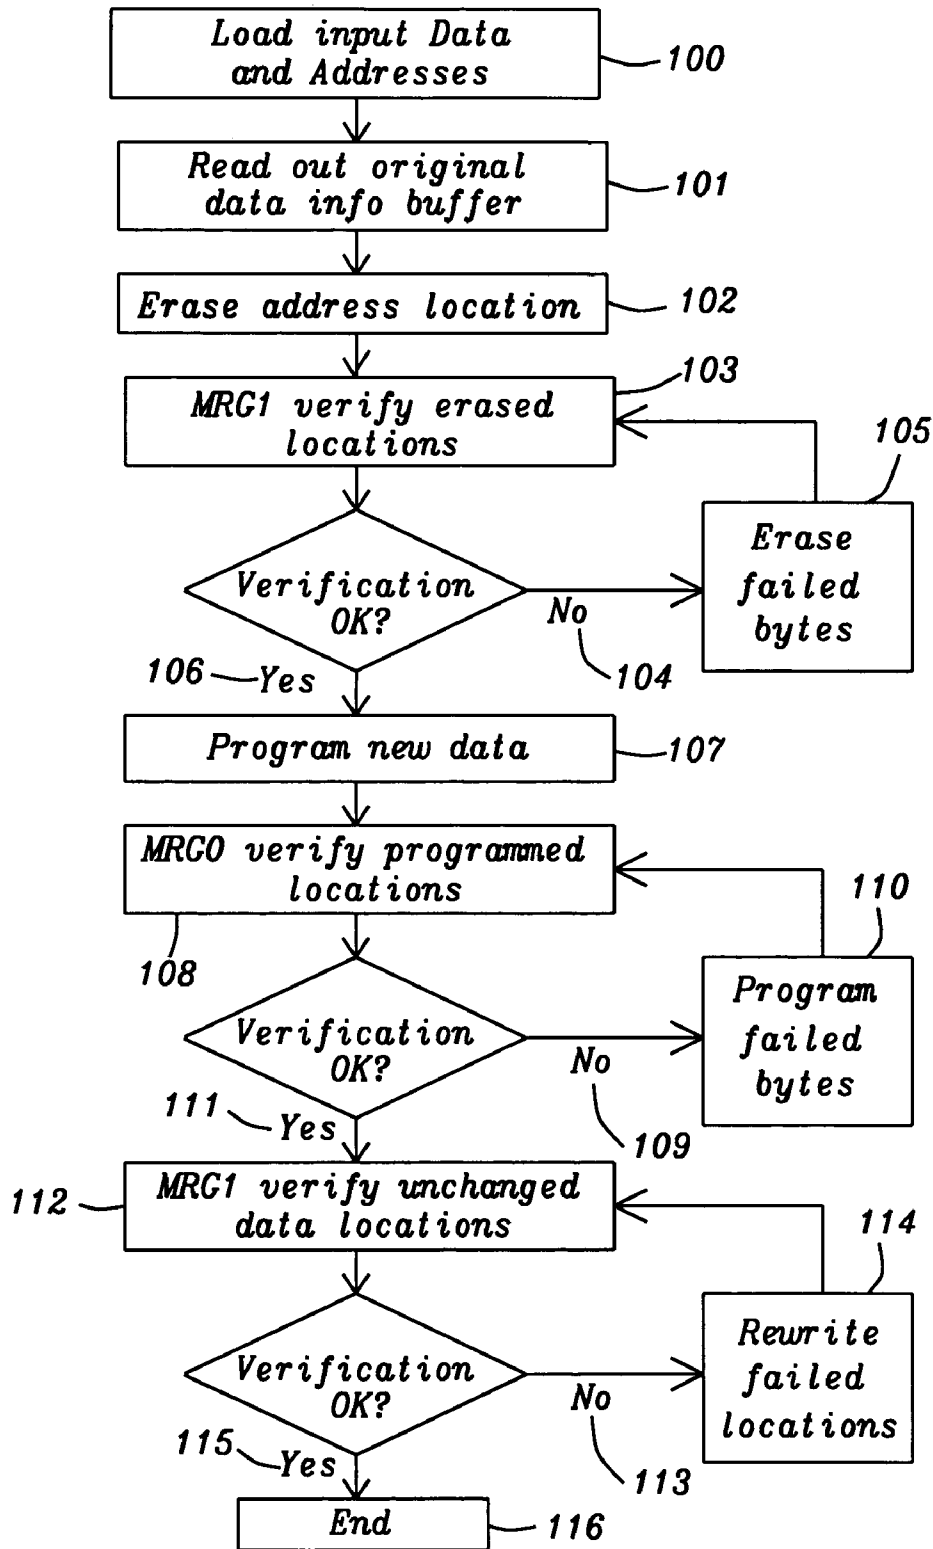 Load input Data
and Addresses
100
Read out original
data info buffer
101
Erase address location
102
103
MRG1 verify erased
locations
105
Erase
failed
bytes
Verification
OK?
No
104
106
Yes
Program new data
107
MRG0 verify programmed
locations
108
110
Program
failed
bytes
Verification
OK?
No
109
111
Yes
112
MRG1 verify unchanged
data locations
114
Rewrite
failed
locations
Verification
OK?
No
113
115
Yes
End
116